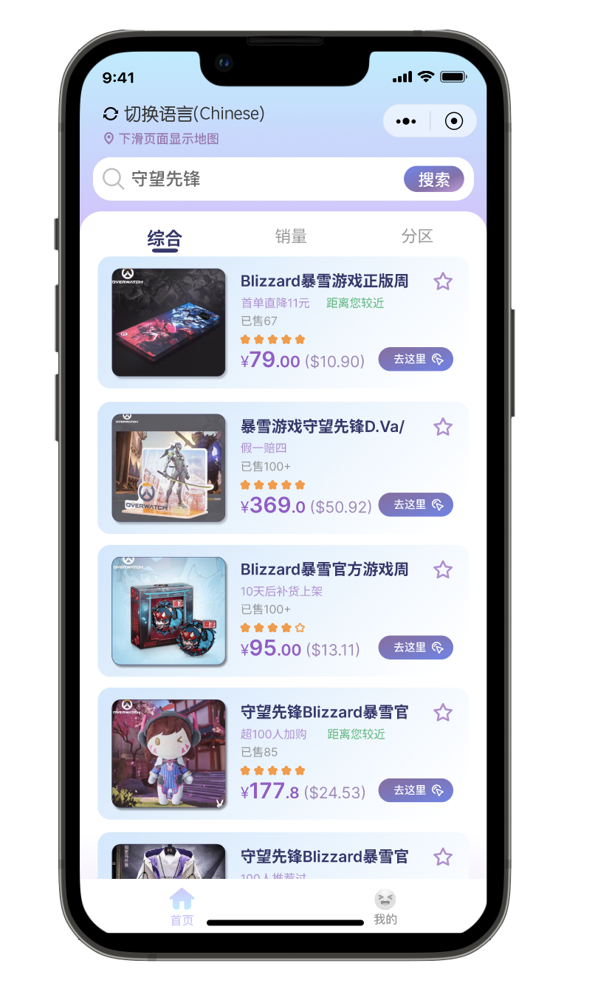 9:41
切换语言(Chinese)
下滑页面显示地图
守望先锋
搜索
综合
销量
分区
OVERWATCH
Blizzard暴雪游戏正版周
首单直降11元 距离您较近
已售67
¥79.00 ($10.90)
去这里
OVERWATCH
OVERWATCH
暴雪游戏守望先锋D.Va/
假一赔四
已售100+
¥369.0 ($50.92)
去这里
OVERWATCH
Blizzard暴雪官方游戏周
10天后补货上架
已售100+
¥95.00 ($13.11)
去这里
OVERWATCH
守望先锋Blizzard暴雪官
超100人加购 距离您较近
已售85
¥177.8 ($24.53)
去这里
守望先锋Blizzard暴雪官
100人推荐过
首页
我的